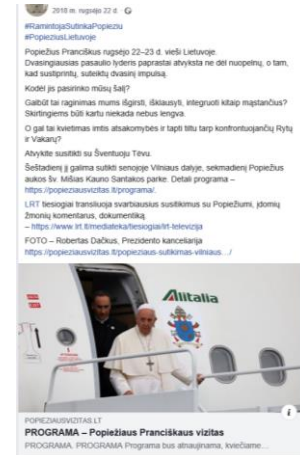 2018 m. rugsėjo 22 d.
#RamintojaSutinkaPopieziu
#PopieziusLietuvoje
Popiežius Pranciškus rugsėjo 22–23 d. vieši Lietuvoje.
Dvasingiausias pasaulio lyderis paprastai atvyksta ne dėl nuopelnų, o tam,
kad sustiprintų, suteiktų dvasinį impulsą.
Kodėl jis pasirinko mūsų šalį?
Galbūt tai raginimas mums išgirsti, išklausyti, integruoti kitaip mąstančius?
Skirtingiems būti kartu niekada nebus lengva.
O gal tai kvietimas imtis atsakomybės ir tapti tiltu tarp konfrontuojančių Rytų
ir Vakarų?
Atvykite susitikti su Šventuoju Tėvu.
Šeštadienį jį galima sutikti senojoje Vilniaus dalyje, sekmadienį Popiežius
aukos šv. Mišias Kauno Santakos parke. Detali programa –
https://popieziausvizitas.lt/programa/.
LRT tiesiogiai transliuoja svarbiausius susitikimus su Popiežiumi, įdomių
žmonių komentarus, dokumentiką
– https://www.lrt.lt/mediateka/tiesiogiai/lrt-televizija
FOTO – Robertas Dačkus, Prezidento kanceliarija
https://popieziausvizitas.lt/popieziaus-sutikimas-vilniaus…/
Alitalia
i
POPIEZIAUSVIZITAS.LT
PROGRAMA – Popiežiaus Pranciškaus vizitas
PROGRAMA. PROGRAMA Programa bus atnaujinama, kviečiame…